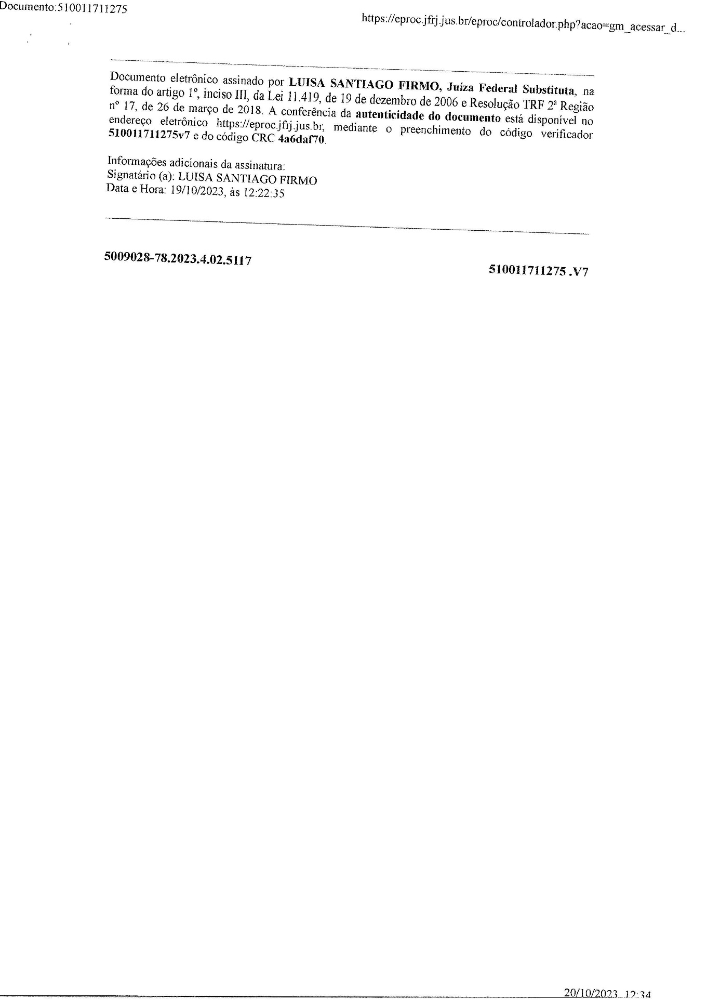 Documento:510011711275
https://eproc.jfrj.jus.br/eproc/controlador.php?acao=gm_acessar_d...
Documento eletrônico assinado por LUISA SANTIAGO FIRMO, Juíza Federal Substituta, na
forma do artigo 1º, inciso III, da Lei 11.419, de 19 de dezembro de 2006 e Resolução TRF 2ª Região
nº 17, de 26 de março de 2018. A conferência da autenticidade do documento está disponível no
endereço eletrônico https://eproc.jfrj.jus.br, mediante o preenchimento do código verificador
510011711275v7 e do código CRC 4a6daf70.
Informações adicionais da assinatura:
Signatário (a): LUISA SANTIAGO FIRMO
Data e Hora: 19/10/2023, às 12:22:35
5009028-78.2023.4.02.5117
510011711275 .V7
20/10/2023 12:34